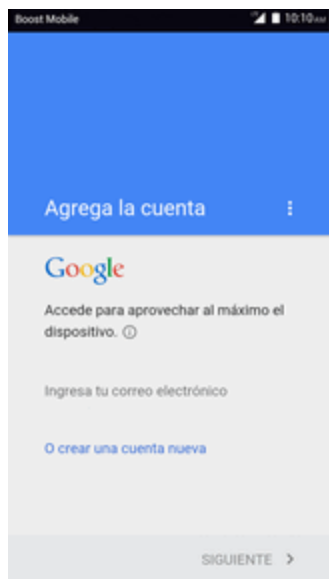 Boost Mobile 10:10 AM
Agrega la cuenta
Google
Accede para aprovechar al máximo el
dispositivo.
Ingresa tu correo electrónico
O crear una cuenta nueva
SIGUIENTE